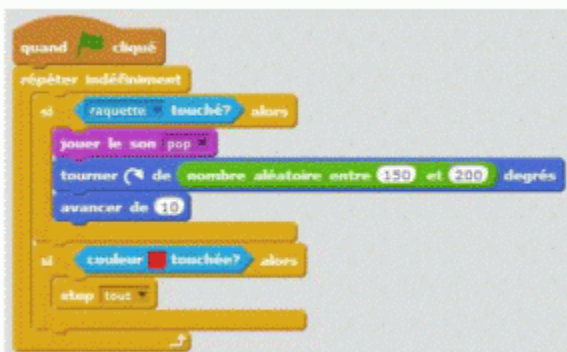 quand cliqué
répéter indéfiniment
si raquette touché? alors
jouer le son pop
tourner de nombre aléatoire entre 150 et 200 degrés
avancer de 10
si couleur touchée? alors
stop tout